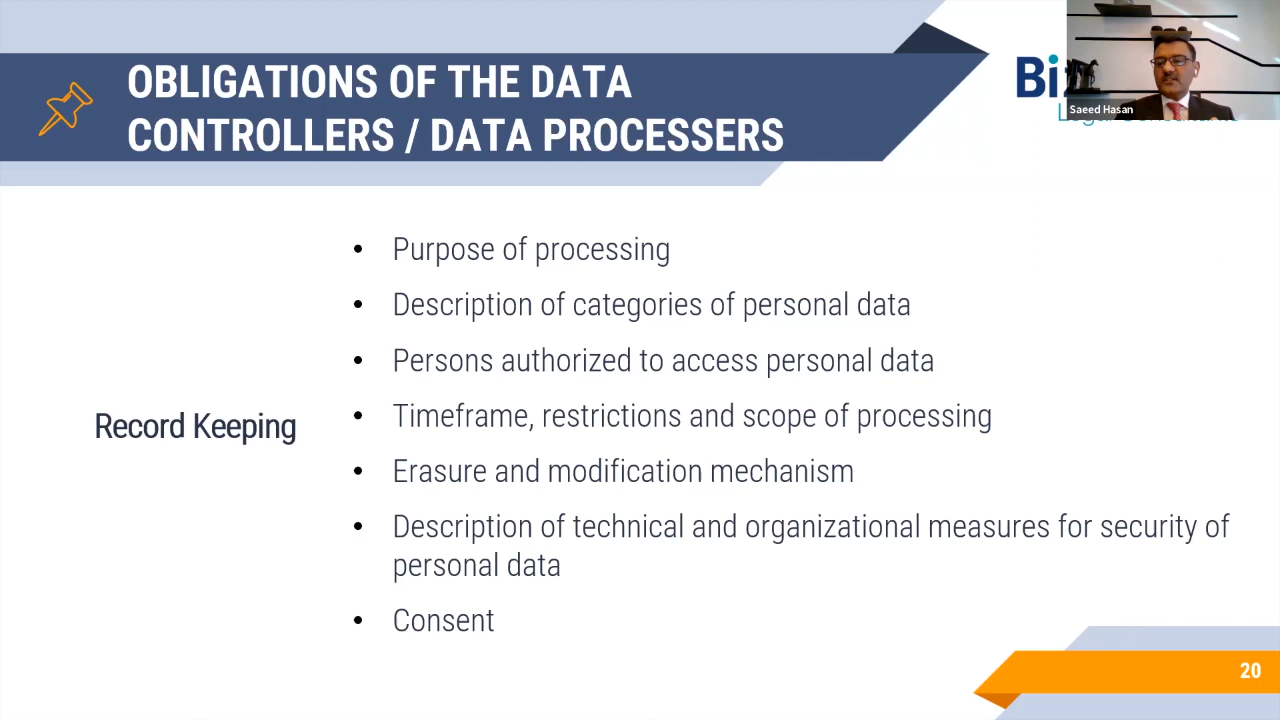 OBLIGATIONS OF THE DATA
CONTROLLERS / DATA PROCESSERS
Saeed Hasan
Record Keeping
• Purpose of processing
• Description of categories of personal data
• Persons authorized to access personal data
• Timeframe, restrictions and scope of processing
• Erasure and modification mechanism
• Description of technical and organizational measures for security of
personal data
• Consent
20